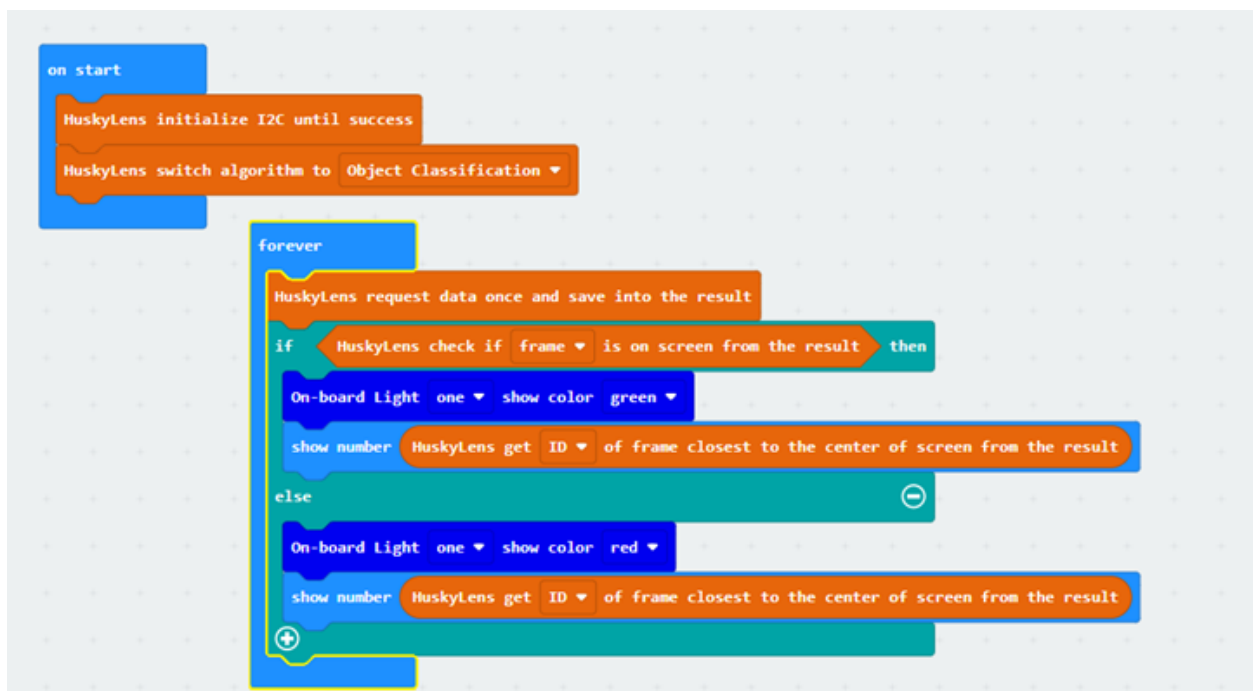 on start
HuskyLens initialize I2C until success
HuskyLens switch algorithm to Object Classification
forever
HuskyLens request data once and save into the result
if HuskyLens check if frame is on screen from the result then
On-board Light one show color green
show number HuskyLens get ID of frame closest to the center of screen from the result
else
On-board Light one show color red
show number HuskyLens get ID of frame closest to the center of screen from the result